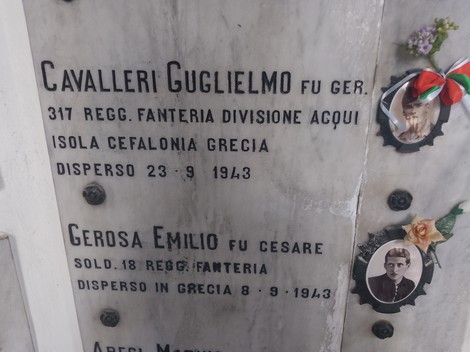 CAVALLERI GUGLIELMO FU GER.
317 REGG. FANTERIA DIVISIONE ACQUI
ISOLA CEFALONIA GRECIA
DISPERSO 23·9 1943
GEROSA EMILIO FU CESARE
SOLD. 18 REGG. FANTERIA
DISPERSO IN GRECIA 8·9·1943